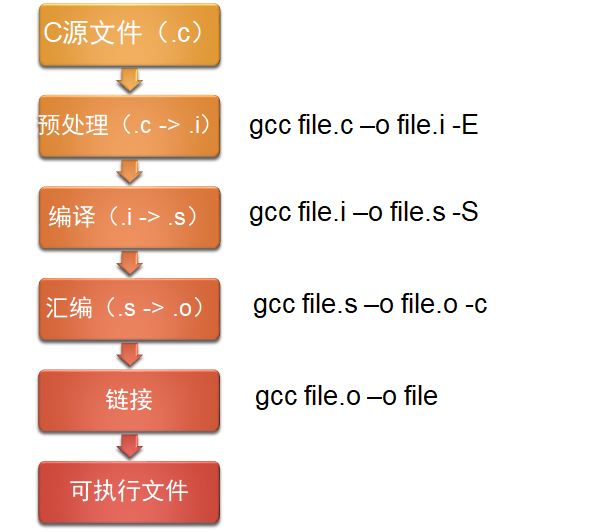 C源文件（.c）
预处理（.c -> .i）
gcc file.c –o file.i -E
编译（.i -> .s）
gcc file.i –o file.s -S
汇编（.s -> .o）
gcc file.s –o file.o -c
链接
gcc file.o –o file
可执行文件